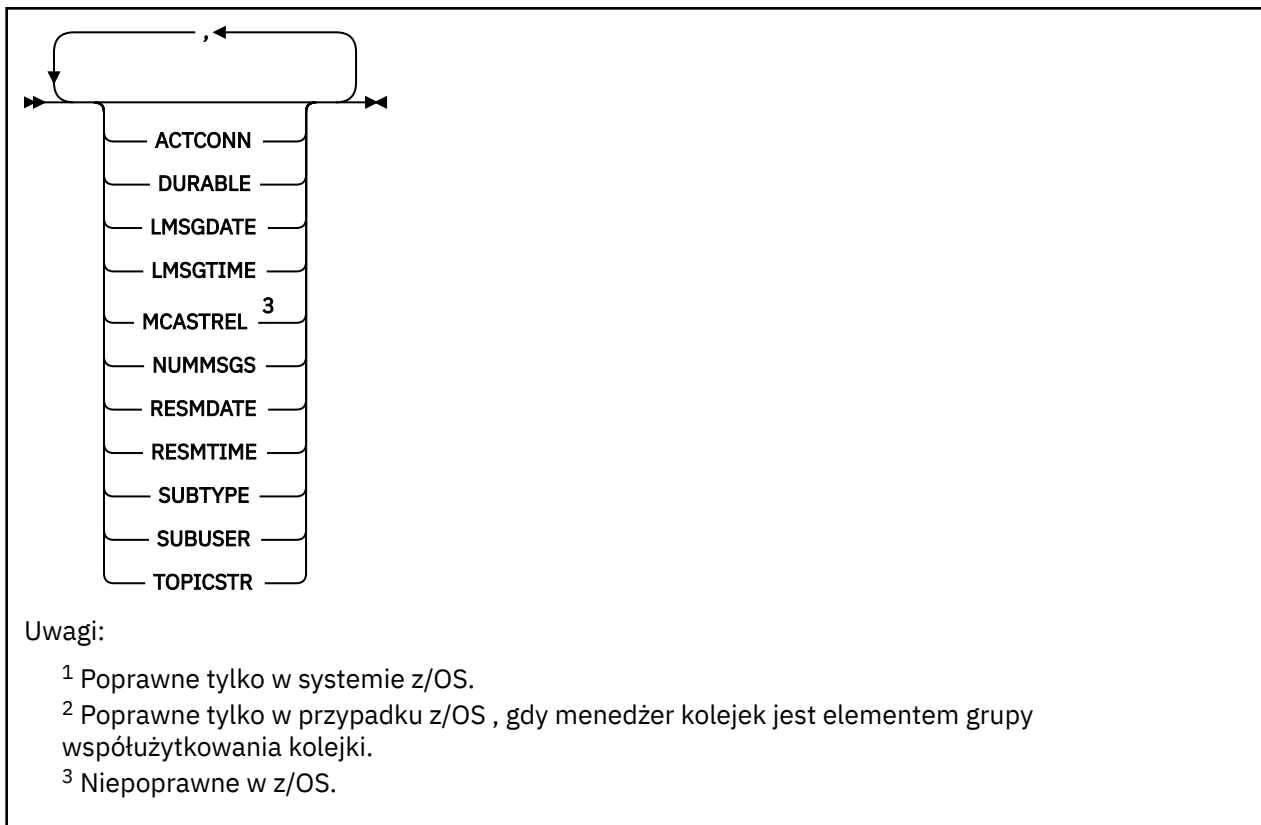 ,
ACTCONN
DURABLE
LMSGDATE
LMSGTIME
MCASTREL 3
NUMMSGS
RESMDATE
RESMTIME
SUBTYPE
SUBUSER
TOPICSTR
Uwagi:
1 Poprawne tylko w systemie z/OS.
2 Poprawne tylko w przypadku z/OS , gdy menedżer kolejek jest elementem grupy
współużytkowania kolejki.
3 Niepoprawne w z/OS.